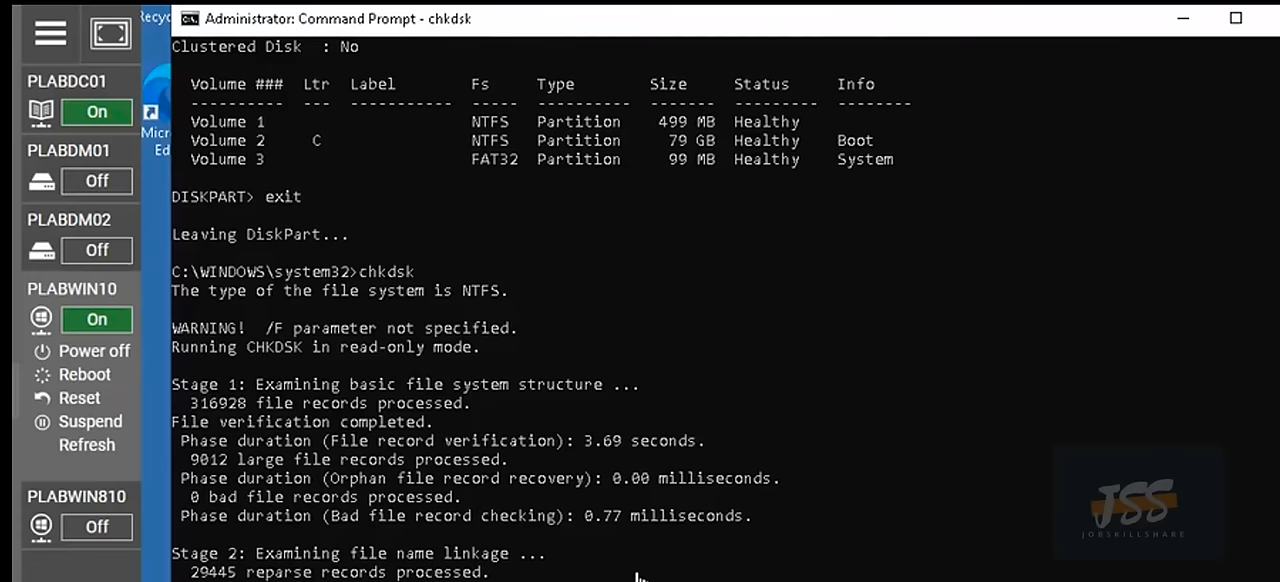 Recyc
Administrator: Command Prompt - chkdsk
PLABDC01
On
PLABDM01
Off
PLABDM02
Off
PLABWIN10
On
Power off
Reboot
Reset
Suspend
Refresh
PLABWIN810
Off
Micr
Ed
Clustered Disk  : No
Volume ###  Ltr  Label        Fs     Type        Size     Status     Info
----------  ---  -----------  -----  ----------  -------  ---------  --------
Volume 1                      NTFS   Partition    499 MB  Healthy
Volume 2     C                NTFS   Partition     79 GB  Healthy    Boot
Volume 3                      FAT32  Partition     99 MB  Healthy    System
DISKPART> exit
Leaving DiskPart...
C:\WINDOWS\system32>chkdsk
The type of the file system is NTFS.
WARNING!  /F parameter not specified.
Running CHKDSK in read-only mode.
Stage 1: Examining basic file system structure ...
316928 file records processed.
File verification completed.
Phase duration (File record verification): 3.69 seconds.
9012 large file records processed.
Phase duration (Orphan file record recovery): 0.00 milliseconds.
0 bad file records processed.
Phase duration (Bad file record checking): 0.77 milliseconds.
Stage 2: Examining file name linkage ...
29445 reparse records processed.
JSS
JOBSKILLSHARE